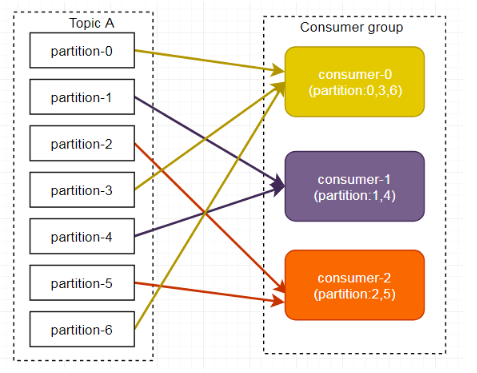 Topic A
partition-0
partition-1
partition-2
partition-3
partition-4
partition-5
partition-6
Consumer group
consumer-0
(partition:0,3,6)
consumer-1
(partition:1,4)
consumer-2
(partition:2,5)